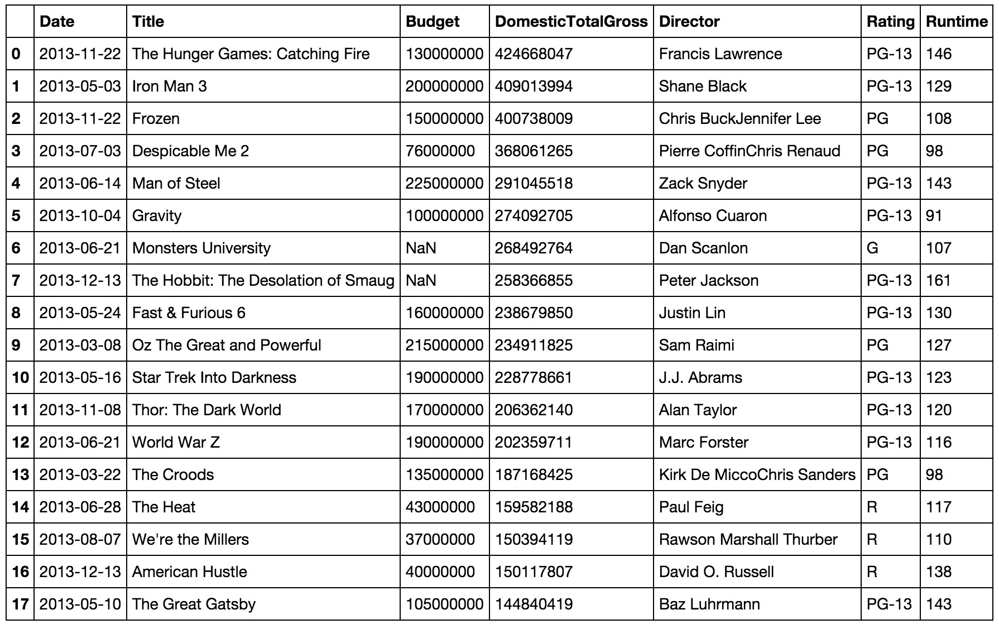 Date Title Budget DomesticTotalGross Director Rating Runtime
0 2013-11-22 The Hunger Games: Catching Fire 130000000 424668047 Francis Lawrence PG-13 146
1 2013-05-03 Iron Man 3 200000000 409013994 Shane Black PG-13 129
2 2013-11-22 Frozen 150000000 400738009 Chris BuckJennifer Lee PG 108
3 2013-07-03 Despicable Me 2 76000000 368061265 Pierre CoffinChris Renaud PG 98
4 2013-06-14 Man of Steel 225000000 291045518 Zack Snyder PG-13 143
5 2013-10-04 Gravity 100000000 274092705 Alfonso Cuaron PG-13 91
6 2013-06-21 Monsters University NaN 268492764 Dan Scanlon G 107
7 2013-12-13 The Hobbit: The Desolation of Smaug NaN 258366855 Peter Jackson PG-13 161
8 2013-05-24 Fast & Furious 6 160000000 238679850 Justin Lin PG-13 130
9 2013-03-08 Oz The Great and Powerful 215000000 234911825 Sam Raimi PG 127
10 2013-05-16 Star Trek Into Darkness 190000000 228778661 J.J. Abrams PG-13 123
11 2013-11-08 Thor: The Dark World 170000000 206362140 Alan Taylor PG-13 120
12 2013-06-21 World War Z 190000000 202359711 Marc Forster PG-13 116
13 2013-03-22 The Croods 135000000 187168425 Kirk De MiccoChris Sanders PG 98
14 2013-06-28 The Heat 43000000 159582188 Paul Feig R 117
15 2013-08-07 We're the Millers 37000000 150394119 Rawson Marshall Thurber R 110
16 2013-12-13 American Hustle 40000000 150117807 David O. Russell R 138
17 2013-05-10 The Great Gatsby 105000000 144840419 Baz Luhrmann PG-13 143